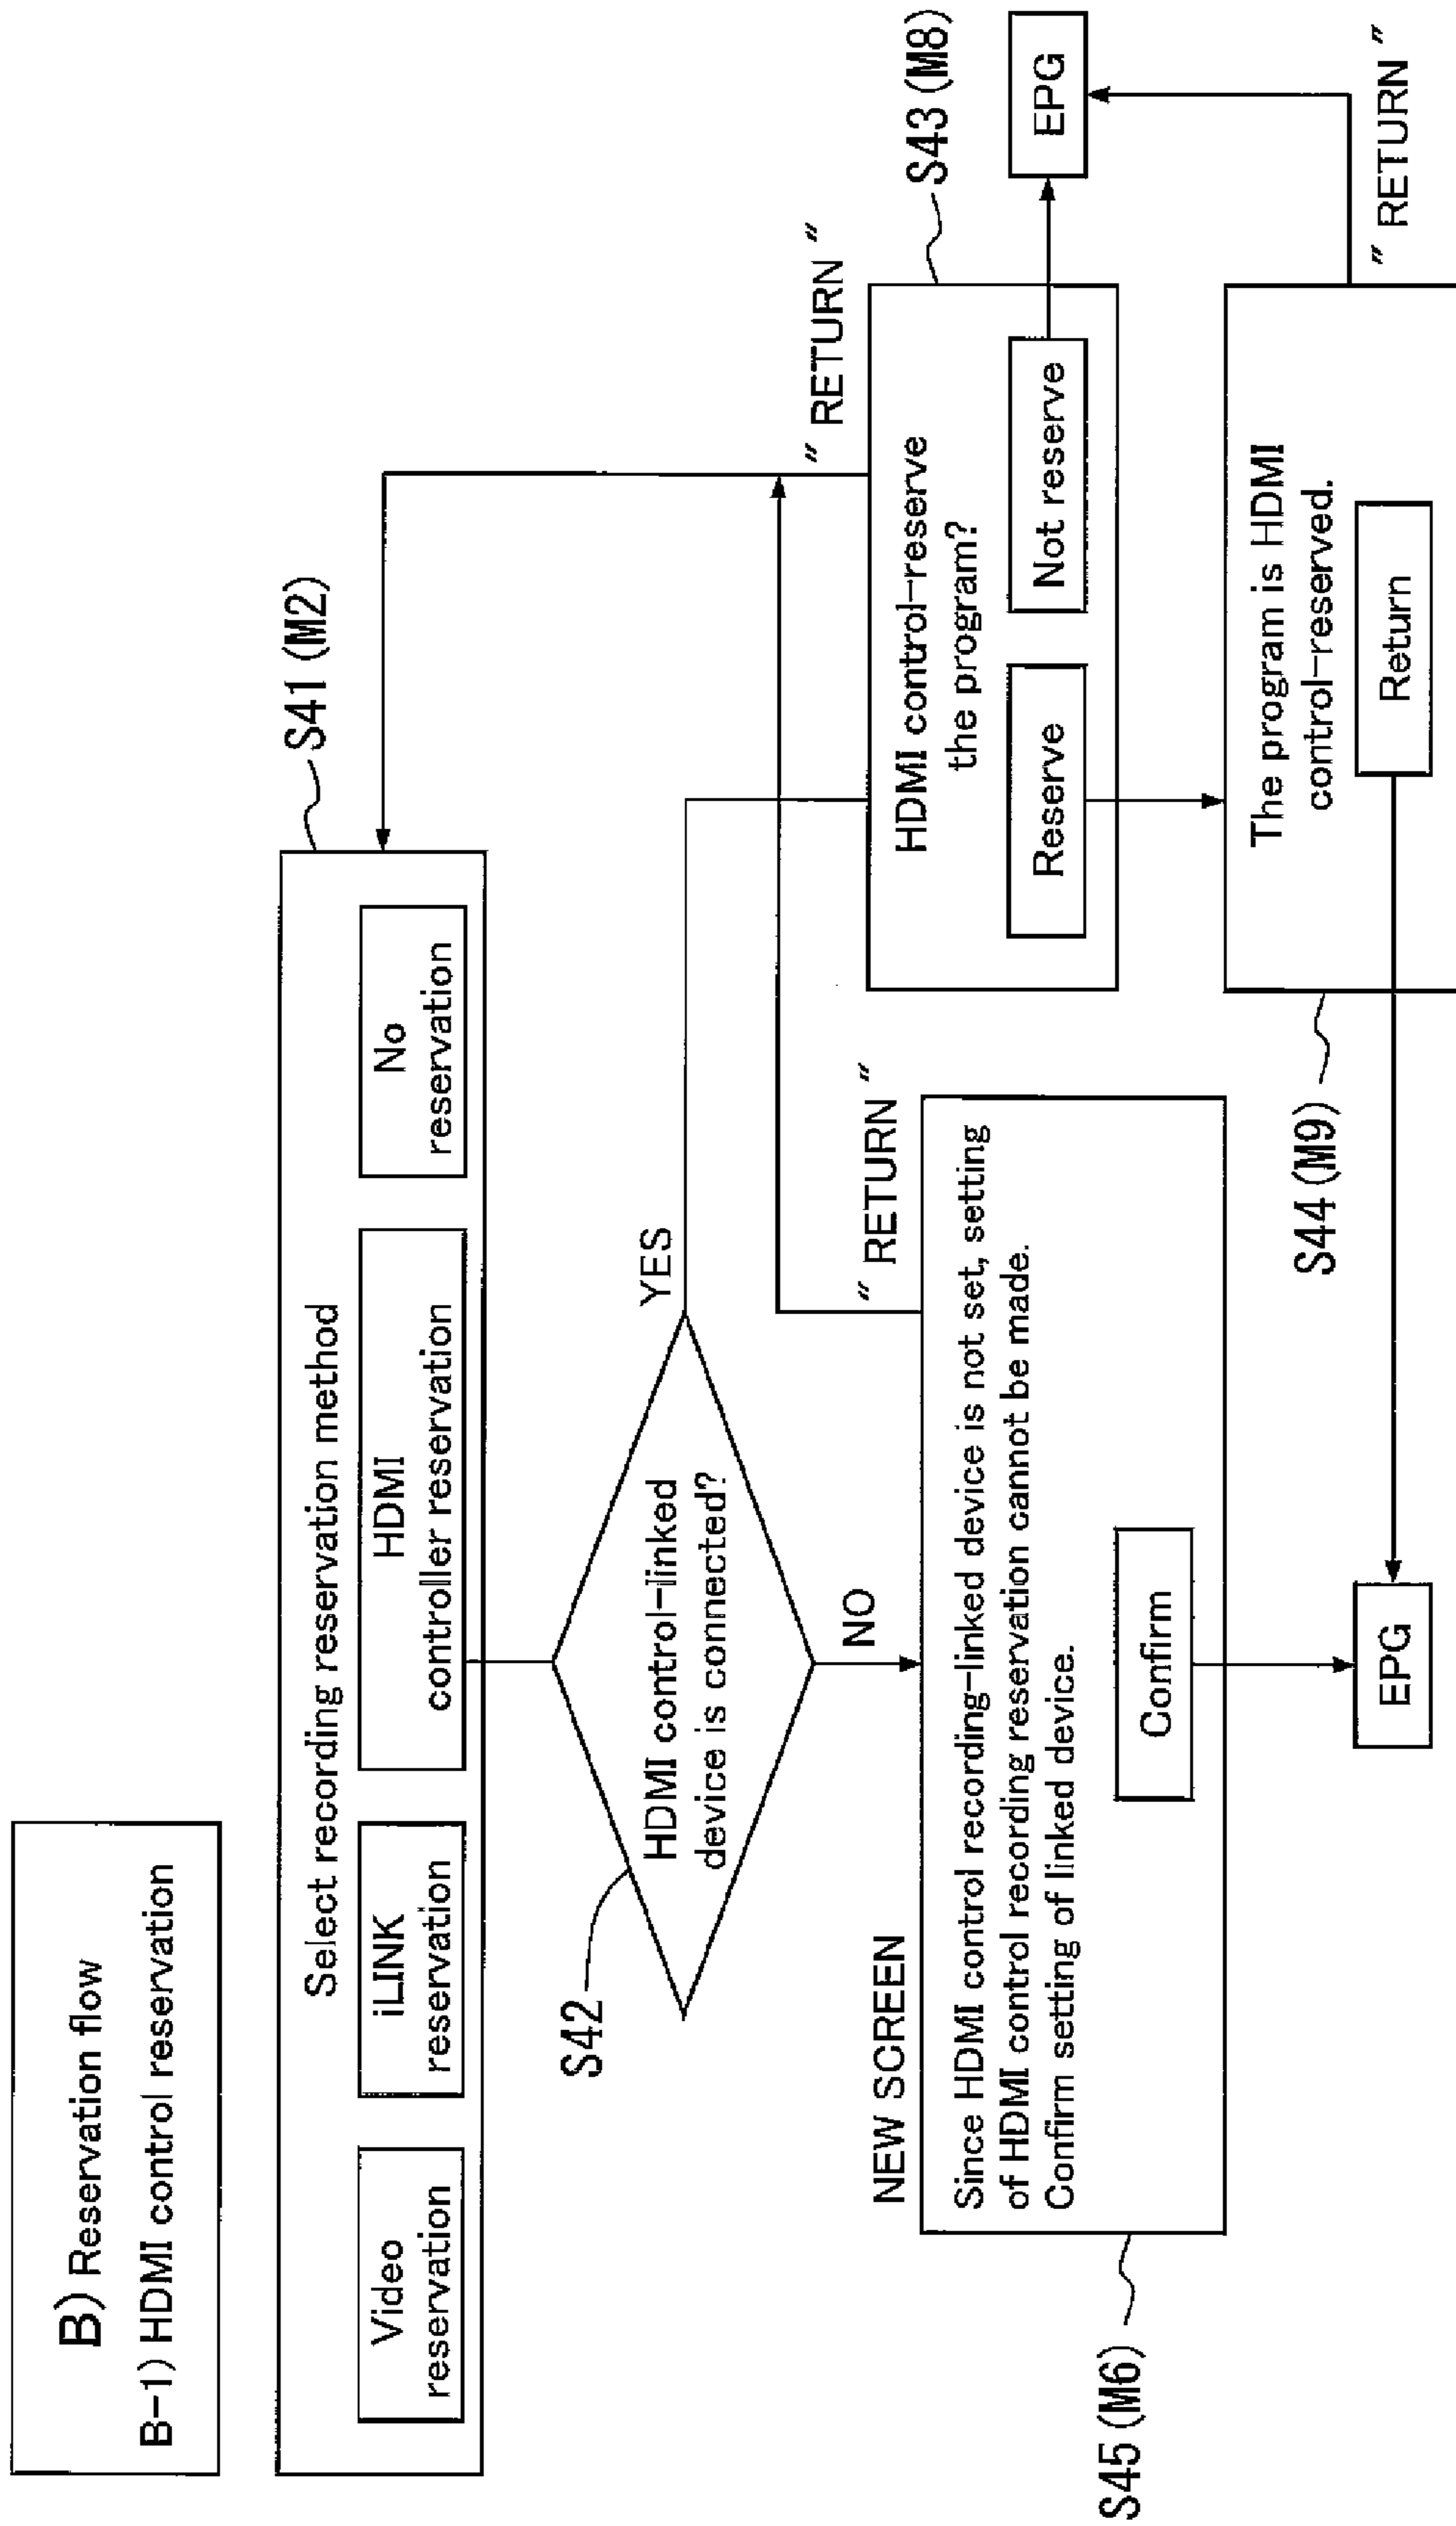 B) Reservation flow
B-1) HDMI control reservation
S41 (M2)
Select recording reservation method
Video
reservation
iLINK
reservation
HDMI
controller reservation
No
reservation
S42
HDMI control-linked
device is connected?
YES
NO
"RETURN"
NEW SCREEN
"RETURN"
Since HDMI control recording-linked device is not set, setting
of HDMI control recording reservation cannot be made.
Confirm setting of linked device.
Confirm
S45 (M6)
EPG
S43 (M8)
HDMI control-reserve
the program?
Reserve
Not reserve
EPG
The program is HDMI
control-reserved.
Return
S44 (M9)
"RETURN"